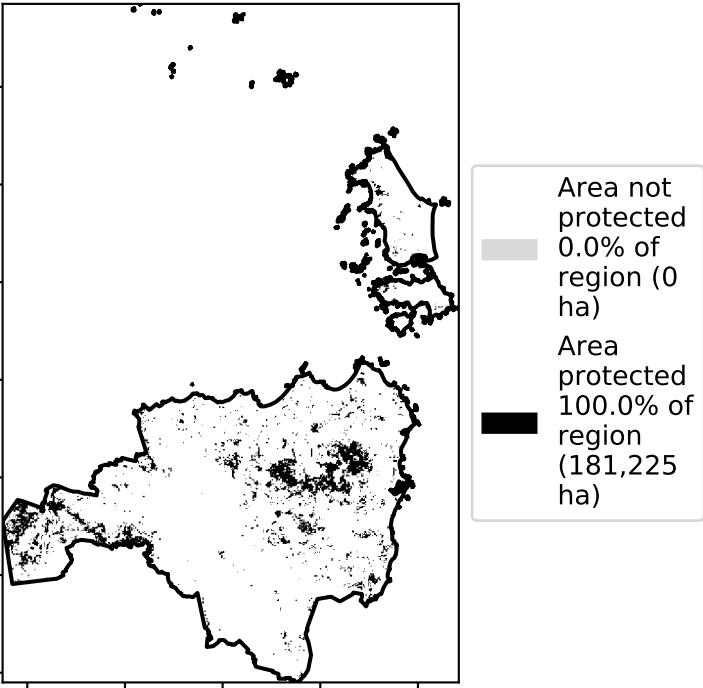 Area not
protected
0.0% of
region (0
ha)
Area
protected
100.0% of
region
(181,225
ha)